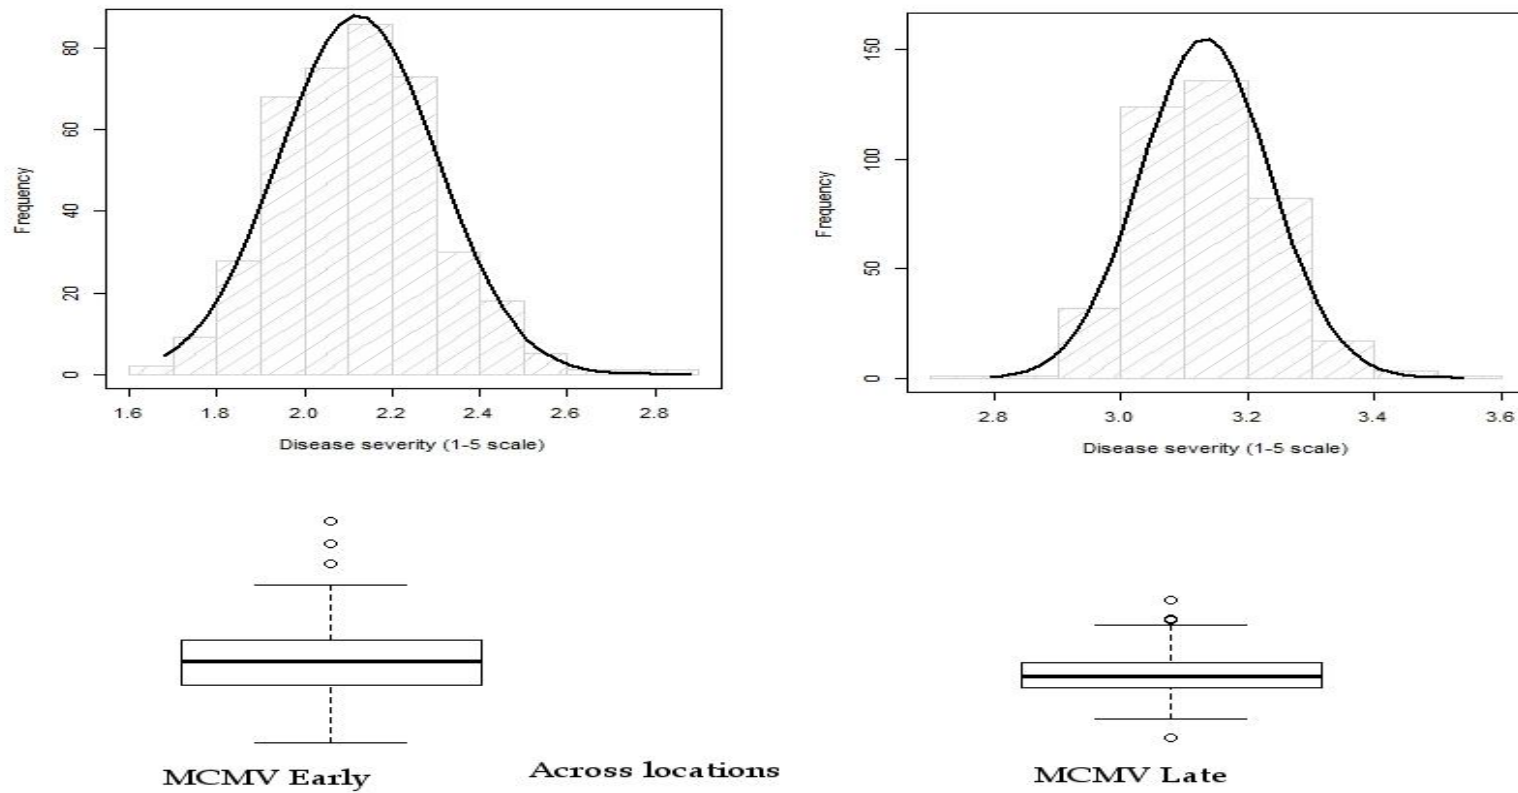 Frequency
0
20
40
60
80
1.6 1.8 2.0 2.2 2.4 2.6 2.8
Disease severity (1-5 scale)
Frequency
0
50
100
150
2.8 3.0 3.2 3.4 3.6
Disease severity (1-5 scale)
MCMV Early
Across locations
MCMV Late